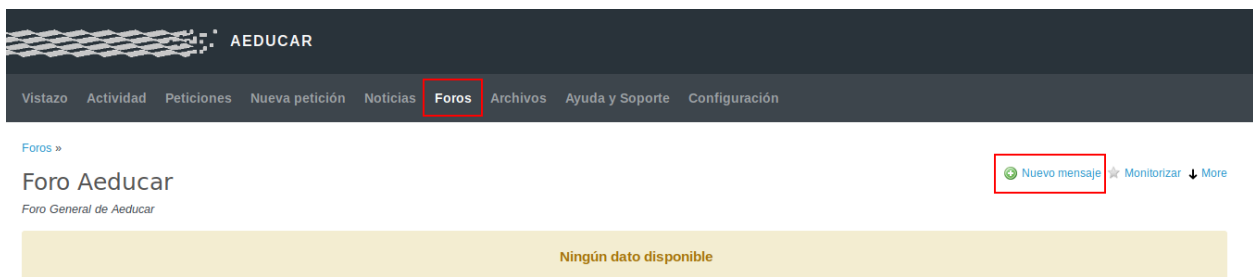 AEDUCAR
Vistazo Actividad Peticiones Nueva petición Noticias Foros Archivos Ayuda y Soporte Configuración
Foros »
Nuevo mensaje Monitorizar More
Foro Aeducar
Foro General de Aeducar
Ningún dato disponible